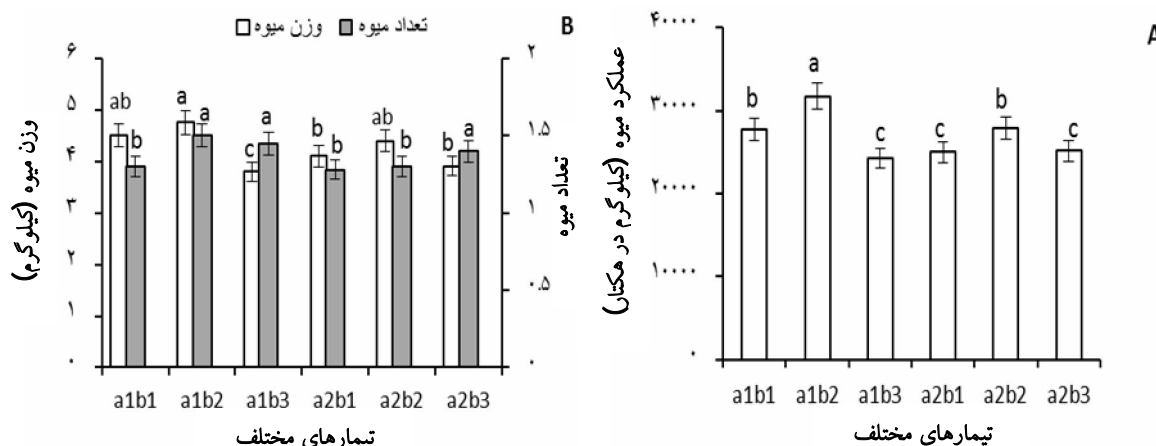 A
عملکرد میوه (کیلوگرم در هکتار)
۴۰۰۰۰
۳۰۰۰۰
۲۰۰۰۰
۱۰۰۰۰
۰
b
a
c
c
b
c
a1b1 a1b2 a1b3 a2b1 a2b2 a2b3
تیمارهای مختلف
B
وزن میوه تعداد میوه
وزن میوه (کیلوگرم)
۶
۵
۴
۳
۲
۱
۰
ab b
a a
c a
b b
ab b
b a
۲
۱.۵
۱
۰.۵
۰
تعداد میوه
a1b1 a1b2 a1b3 a2b1 a2b2 a2b3
تیمارهای مختلف